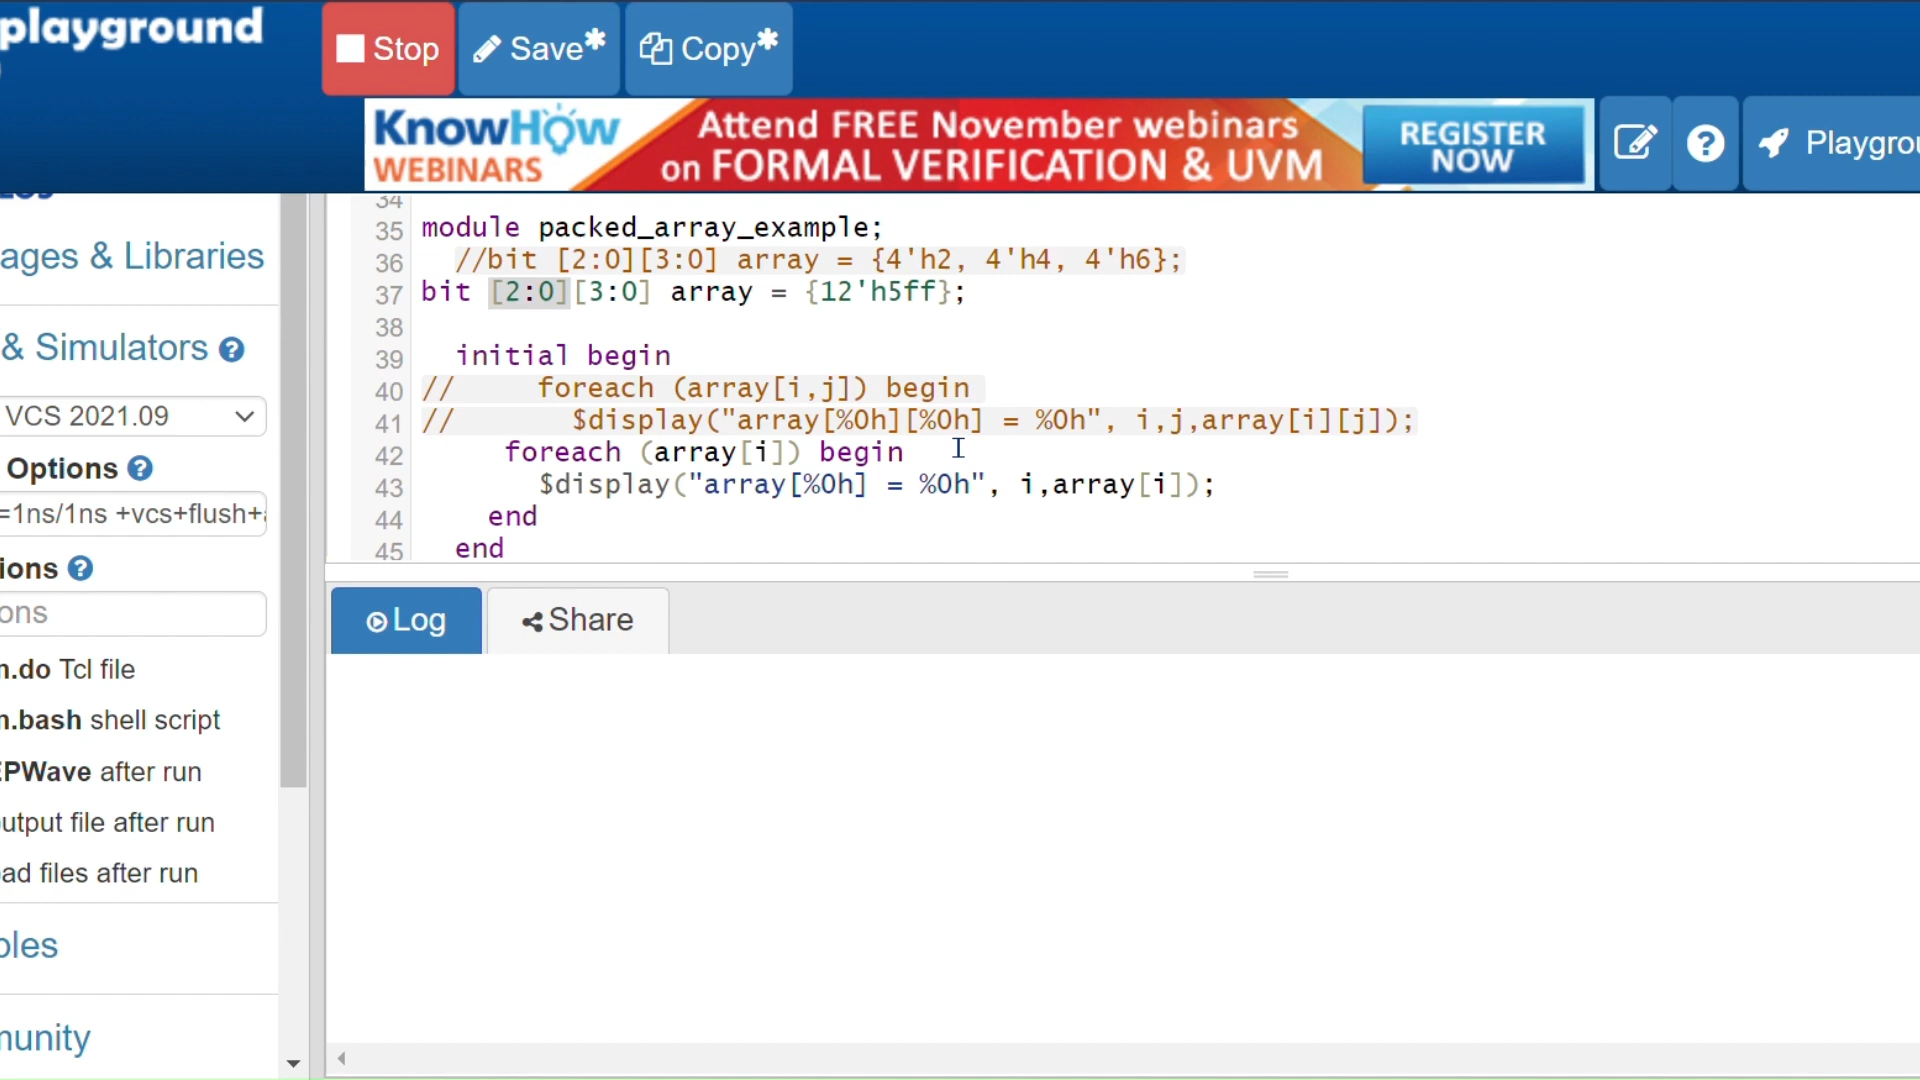 playground
Stop
Save*
Copy*
KnowHow
WEBINARS
Attend FREE November webinars
on FORMAL VERIFICATION & UVM
REGISTER
NOW
Playgrou
ages & Libraries
& Simulators
VCS 2021.09
Options
=1ns/1ns +vcs+flush+a
ions
ons
n.do Tcl file
n.bash shell script
EPWave after run
output file after run
ad files after run
ples
munity
34
35 module packed_array_example;
36 //bit [2:0][3:0] array = {4'h2, 4'h4, 4'h6};
37 bit [2:0][3:0] array = {12'h5ff};
38
39 initial begin
40 // foreach (array[i,j]) begin
41 // $display("array[%0h][%0h] = %0h", i,j,array[i][j]);
42 foreach (array[i]) begin
43 $display("array[%0h] = %0h", i,array[i]);
44 end
45 end
Log
Share